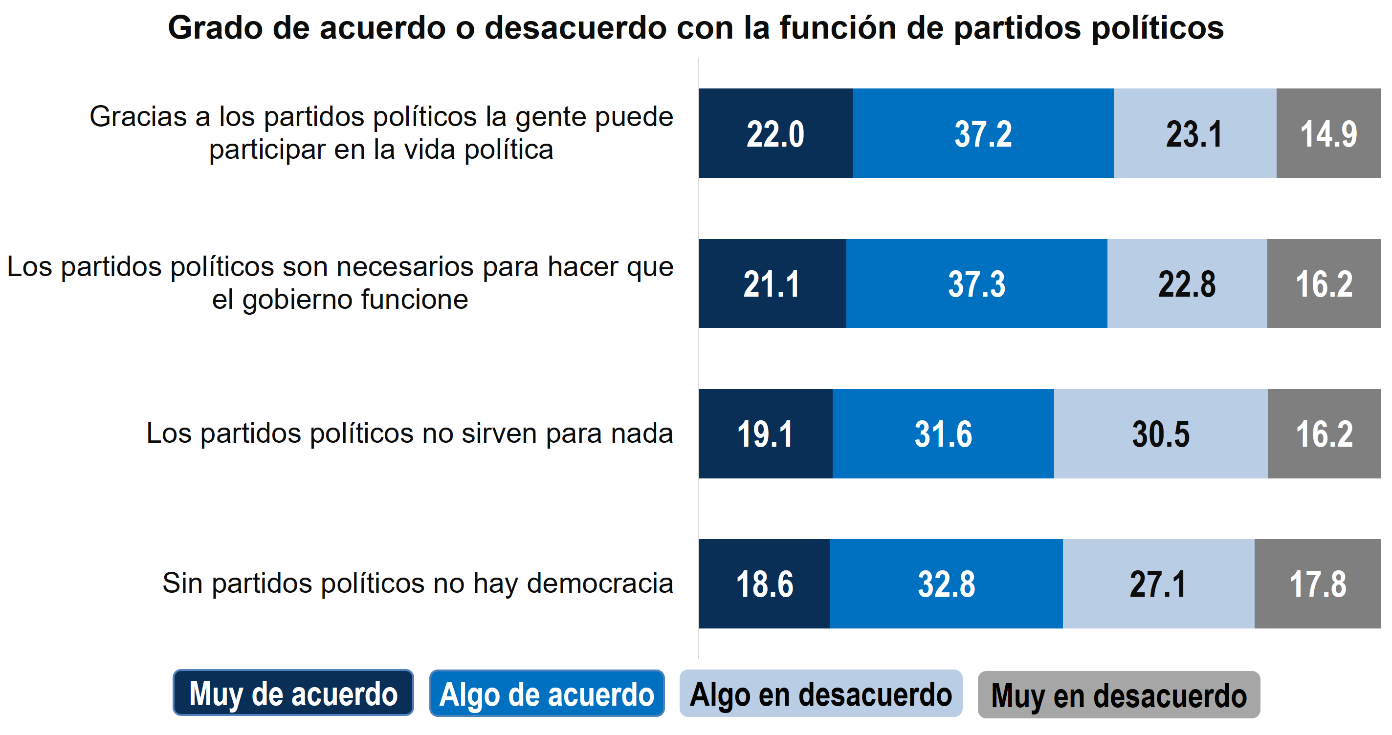 Grado de acuerdo o desacuerdo con la función de partidos políticos
Gracias a los partidos políticos la gente puede
participar en la vida política
22.0 37.2 23.1 14.9
Los partidos políticos son necesarios para hacer que
el gobierno funcione
21.1 37.3 22.8 16.2
Los partidos políticos no sirven para nada
19.1 31.6 30.5 16.2
Sin partidos políticos no hay democracia
18.6 32.8 27.1 17.8
Muy de acuerdo Algo de acuerdo Algo en desacuerdo Muy en desacuerdo